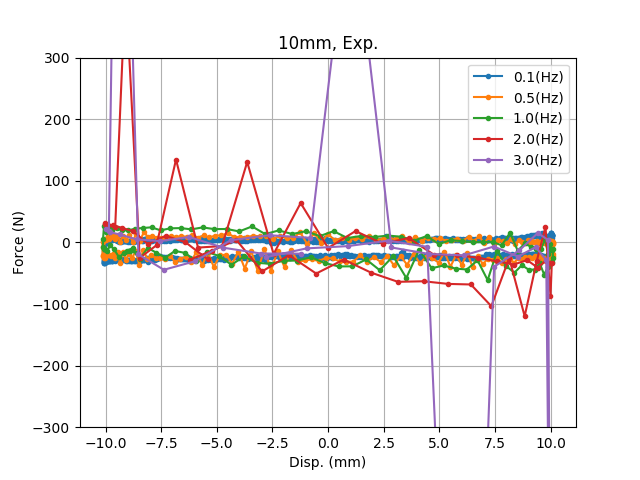 10mm, Exp.
300
200
100
0
−100
−200
−300
Force (N)
−10.0 −7.5 −5.0 −2.5 0.0 2.5 5.0 7.5 10.0
Disp. (mm)
0.1(Hz)
0.5(Hz)
1.0(Hz)
2.0(Hz)
3.0(Hz)